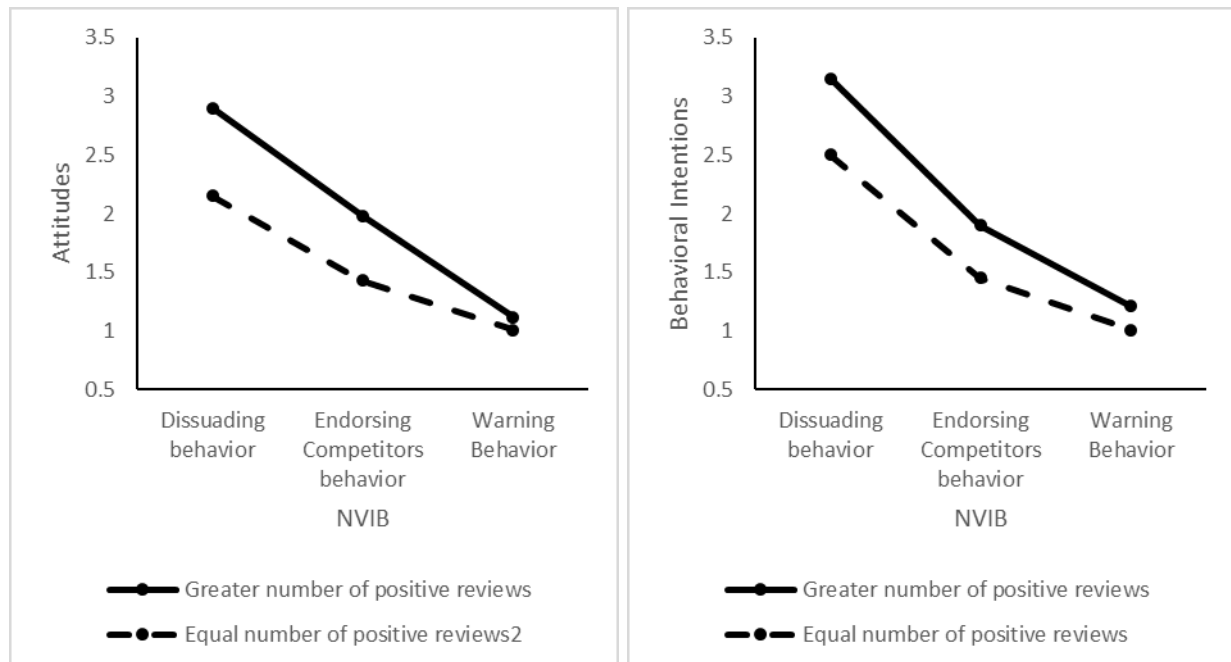 3.5
3
2.5
2
1.5
1
0.5
Attitudes
Dissuading
behavior
Endorsing
Competitors
behavior
Warning
Behavior
NVIB
Greater number of positive reviews
Equal number of positive reviews2
3.5
3
2.5
2
1.5
1
0.5
Behavioral Intentions
Dissuading
behavior
Endorsing
Competitors
behavior
Warning
Behavior
NVIB
Greater number of positive reviews
Equal number of positive reviews